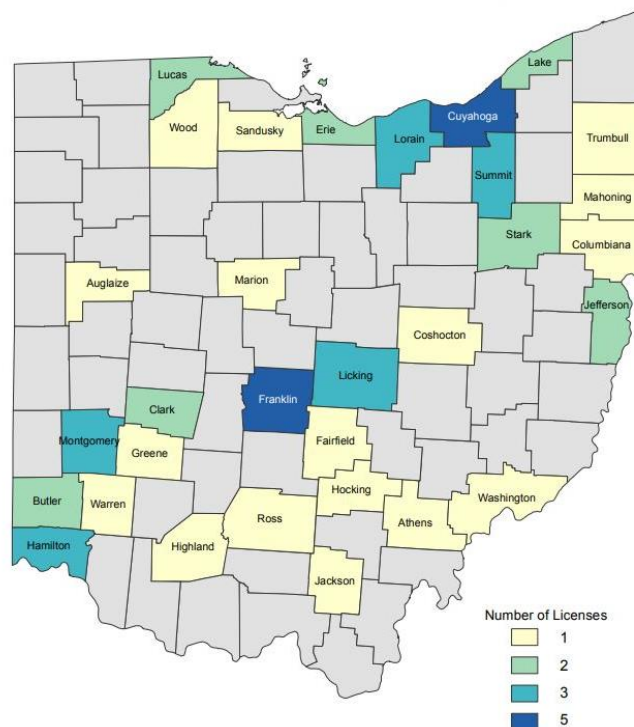 Lake
Lucas
Cuyahoga
Wood
Sandusky
Erie
Lorain
Trumbull
Summit
Mahoning
Stark
Columbiana
Auglaize
Marion
Jefferson
Coshocton
Licking
Franklin
Clark
Montgomery
Fairfield
Greene
Hocking
Washington
Butler
Warren
Ross
Athens
Hamilton
Highland
Jackson
Number of Licenses
1
2
3
5